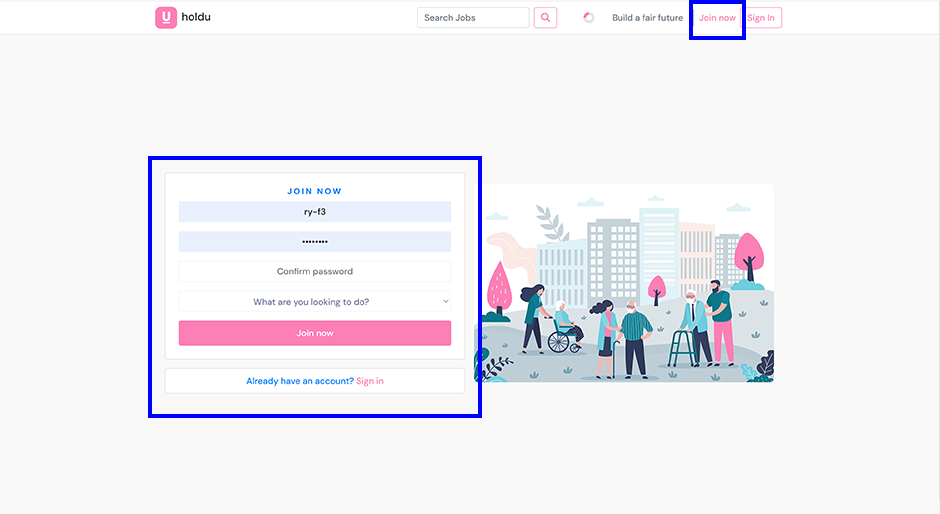 U holdu
Search Jobs
Build a fair future
Join now
Sign In
JOIN NOW
ry-f3
••••••••
Confirm password
What are you looking to do?
Join now
Already have an account? Sign in